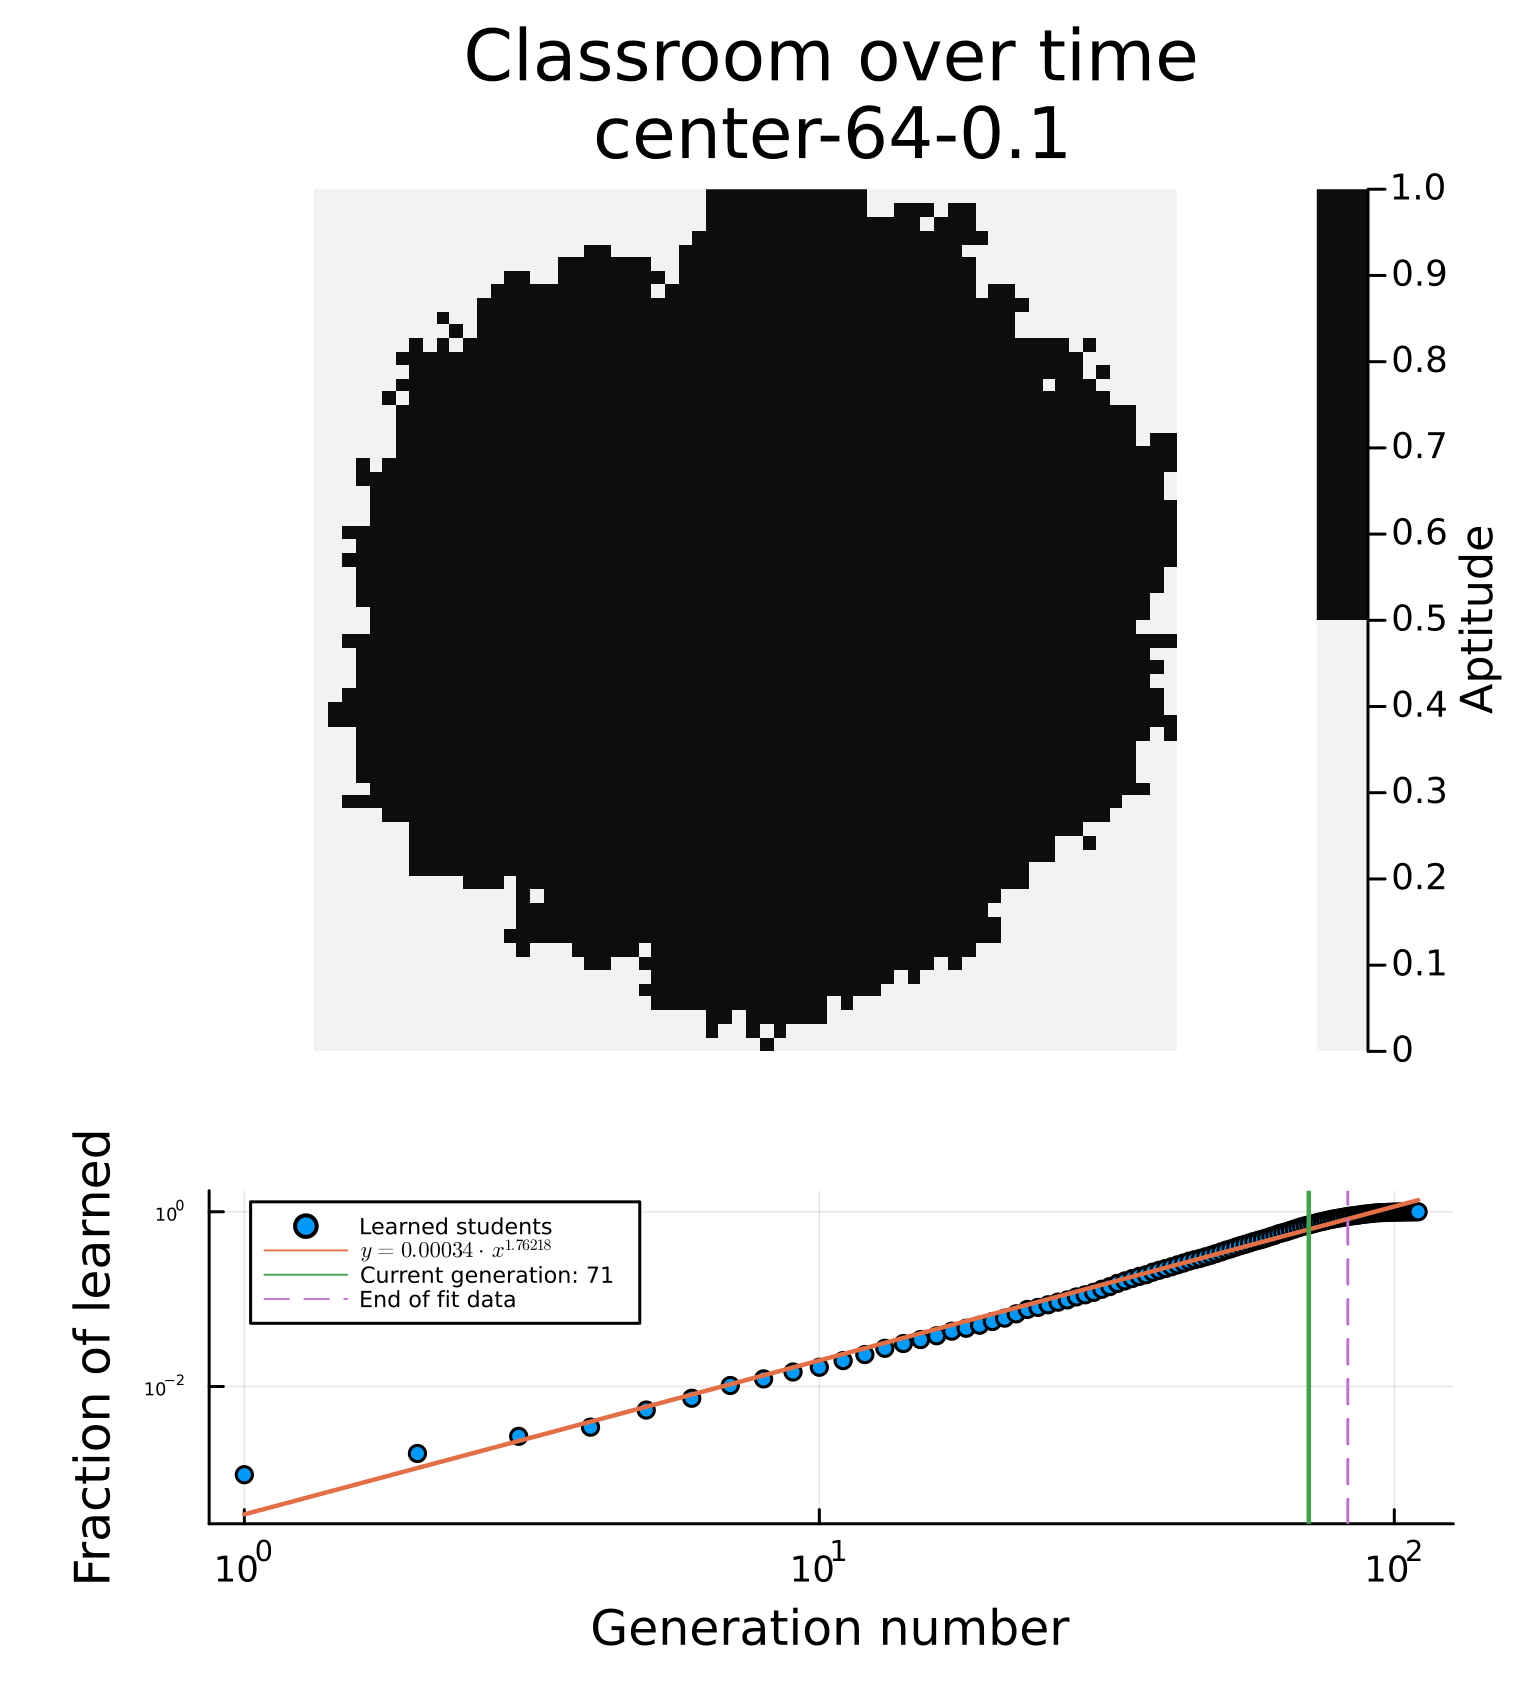 Classroom over time
center-64-0.1
1.0
0.9
0.8
0.7
0.6
0.5
0.4
0.3
0.2
0.1
0
Aptitude
Fraction of learned
10^0
10^-2
Learned students
y = 0.00034 · x^1.76218
Current generation: 71
End of fit data
10^0
10^1
10^2
Generation number